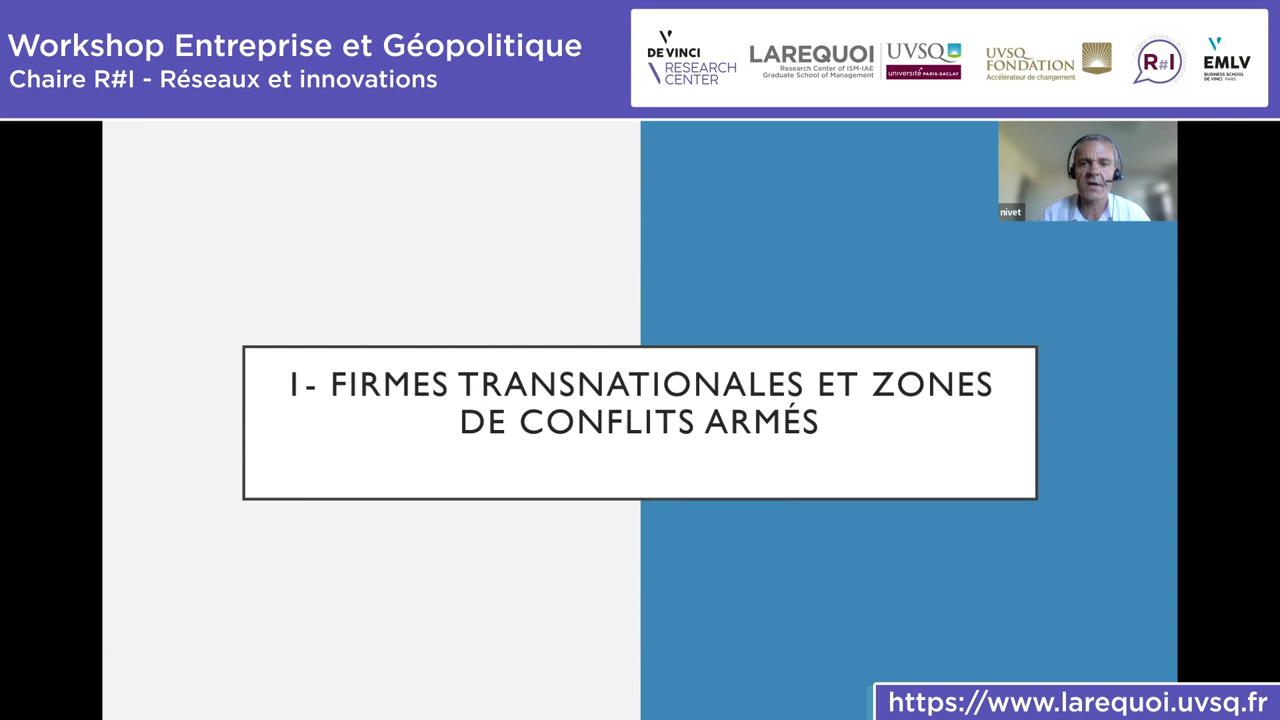 Workshop Entreprise et Géopolitique
Chaire R#I - Réseaux et innovations
DE VINCI
RESEARCH
CENTER
LAREQUOI
Research Center of ISM-IAE
Graduate School of Management
UVSQ
université PARIS-SACLAY
UVSQ
FONDATION
Accélérateur de changement
R#I
EMLV
BUSINESS SCHOOL
DE VINCI PARIS
nivet
1- FIRMES TRANSNATIONALES ET ZONES
DE CONFLITS ARMÉS
https://www.larequoi.uvsq.fr